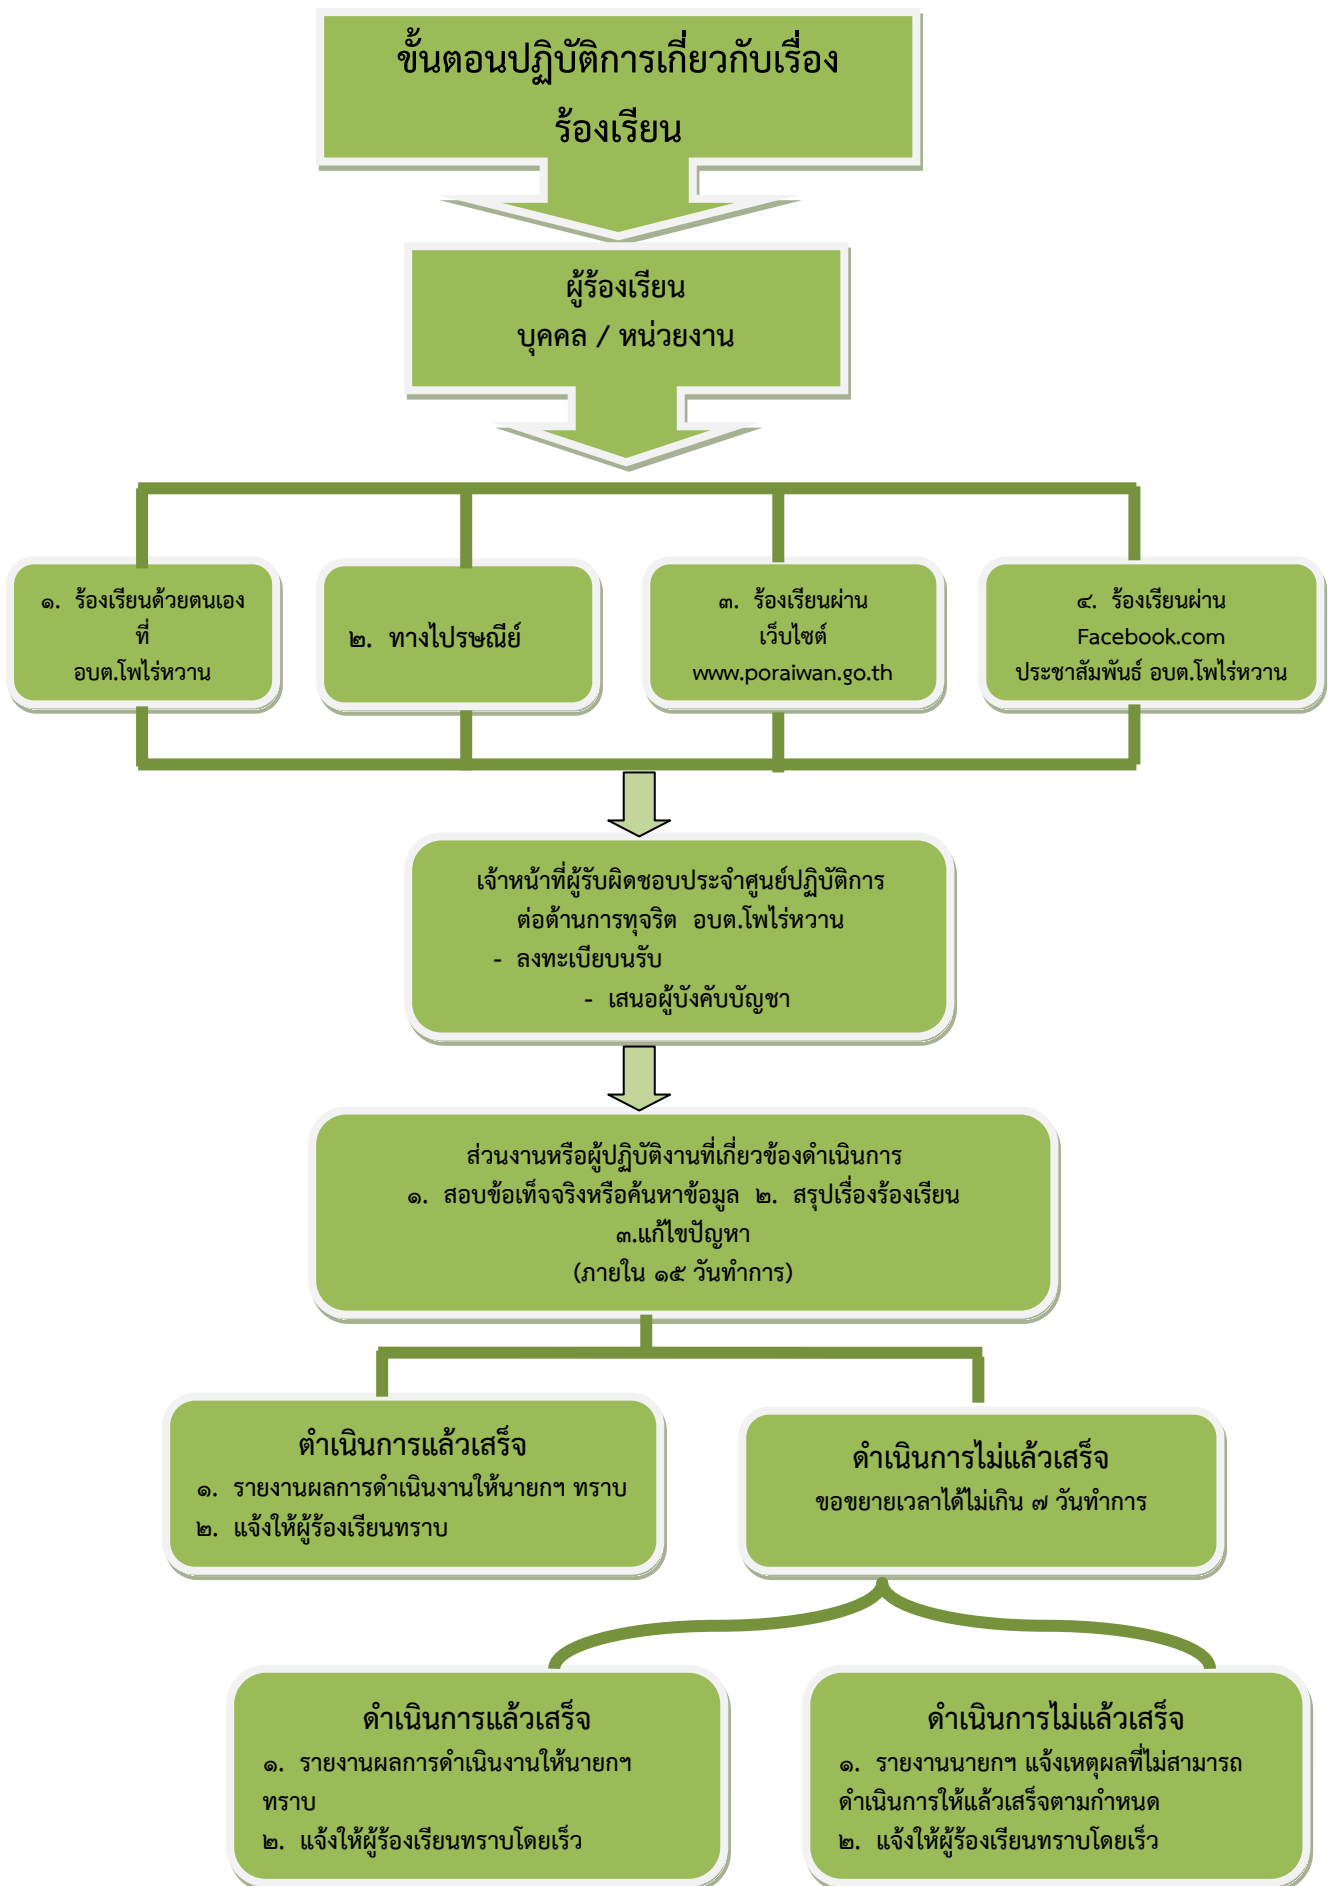 ขั้นตอนปฏิบัติการเกี่ยวกับเรื่อง
ร้องเรียน
ผู้ร้องเรียน
บุคคล / หน่วยงาน
๑. ร้องเรียนด้วยตนเอง
ที่
อบต.โพไร่หวาน
๒. ทางไปรษณีย์
๓. ร้องเรียนผ่าน
เว็บไซต์
www.poraiwan.go.th
๔. ร้องเรียนผ่าน
Facebook.com
ประชาสัมพันธ์ อบต.โพไร่หวาน
เจ้าหน้าที่ผู้รับผิดชอบประจำศูนย์ปฏิบัติการ
ต่อต้านการทุจริต อบต.โพไร่หวาน
- ลงทะเบียบนรับ
- เสนอผู้บังคับบัญชา
ส่วนงานหรือผู้ปฏิบัติงานที่เกี่ยวข้องดำเนินการ
๑. สอบข้อเท็จจริงหรือค้นหาข้อมูล ๒. สรุปเรื่องร้องเรียน
๓.แก้ไขปัญหา
(ภายใน ๑๕ วันทำการ)
ตำเนินการแล้วเสร็จ
๑. รายงานผลการดำเนินงานให้นายกฯ ทราบ
๒. แจ้งให้ผู้ร้องเรียนทราบ
ดำเนินการไม่แล้วเสร็จ
ขอขยายเวลาได้ไม่เกิน ๗ วันทำการ
ดำเนินการแล้วเสร็จ
๑. รายงานผลการดำเนินงานให้นายกฯ
ทราบ
๒. แจ้งให้ผู้ร้องเรียนทราบโดยเร็ว
ดำเนินการไม่แล้วเสร็จ
๑. รายงานนายกฯ แจ้งเหตุผลที่ไม่สามารถ
ดำเนินการให้แล้วเสร็จตามกำหนด
๒. แจ้งให้ผู้ร้องเรียนทราบโดยเร็ว